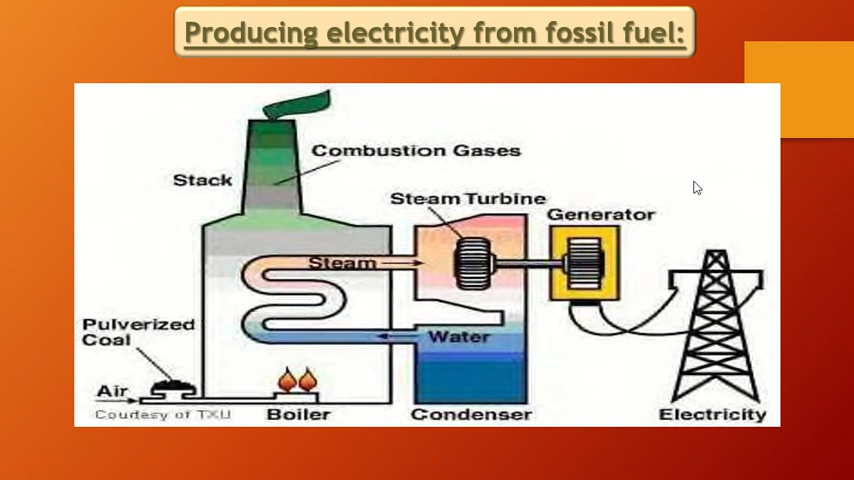 Producing electricity from fossil fuel:
Combustion Gases
Stack
Steam Turbine
Generator
Steam
Pulverized
Coal
Water
Air
Courtesy of TXU
Boiler
Condenser
Electricity